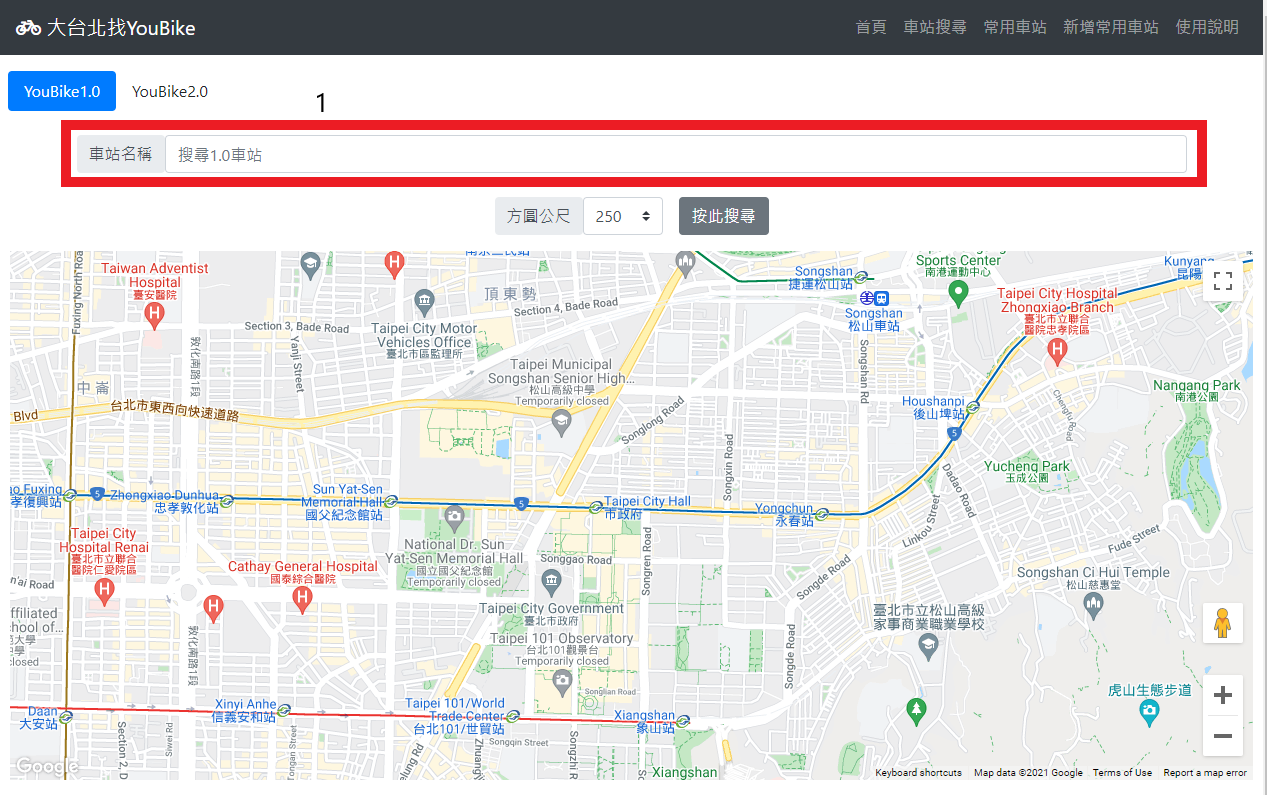 大台北找YouBike
首頁 車站搜尋 常用車站 新增常用車站 使用說明
YouBike1.0 YouBike2.0
1
車站名稱 搜尋1.0車站
方圓公尺 250 按此搜尋
Taiwan Adventist
Hospital
臺安醫院
Fuxing North Road
Section 3, Bade Road
敦化南路1段
Yanji Street
頂東勢
Section 4, Bade Road
Taipei City Motor
Vehicles Office
臺北市區監理所
Taipei Municipal
Songshan Senior High...
松山高級中學
Temporarily closed
Songshan
捷運松山站
Songshan
松山車站
Songshan Rd
Sports Center
南港運動中心
Kunyang
昆陽
Taipei City Hospital
Zhongxiao Branch
臺北市立聯合
醫院忠孝院區
中崙
Blvd
台北市東西向快速道路
Songlong Road
Songxin Road
Houshanpi
後山埤站
5
Chengfu Road
Nangang Park
南港公園
Yucheng Park
玉成公園
Dadao Road
ao Fuxing
孝復興站
5
Zhongxiao Dunhua
忠孝敦化站
Sun Yat-Sen
Memorial Hall
國父紀念館站
5
Taipei City Hall
市政府
Yongchun
永春站
Linkou Street
Fude Street
Taipei City
Hospital Renai
臺北市立聯合
醫院仁愛院區
Cathay General Hospital
國泰綜合醫院
National Dr. Sun
Yat-Sen Memorial Hall
國立國父紀念館
Temporarily closed
Songgao Road
Songren Road
Songde Road
Songshan Ci Hui Temple
松山慈惠堂
n'ai Road
Taipei City Government
臺北市政府
臺北市立松山高級
家事商業職業學校
ffiliated
hool of...
範大學
closed
敦化南路1段
Taipei 101 Observatory
台北101觀景台
Temporarily closed
Songlian Road
Songde Road
虎山生態步道
Daan
大安站
Xinyi Anhe
信義安和站
Taipei 101/World
Trade Center
台北101/世貿站
Xiangshan
象山站
Section 2, D
Siwei Rd
Tonghua Street
elung Rd
Zhuang
Songqin Street
Songzhi Road
Xiangshan
Google
Keyboard shortcuts Map data ©2021 Google Terms of Use Report a map error